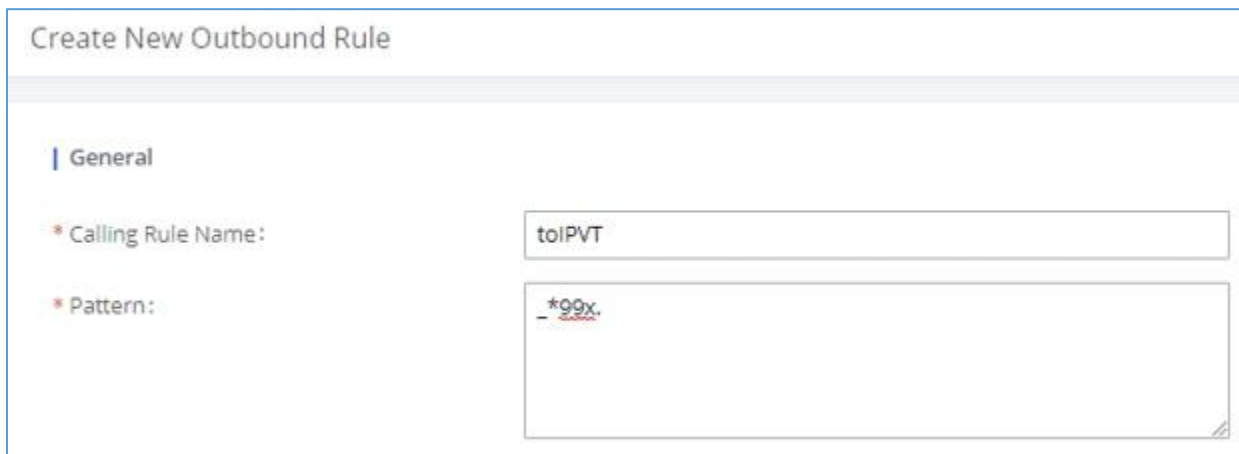 Create New Outbound Rule
| General
* Calling Rule Name: toIPVT
* Pattern: _*99x.